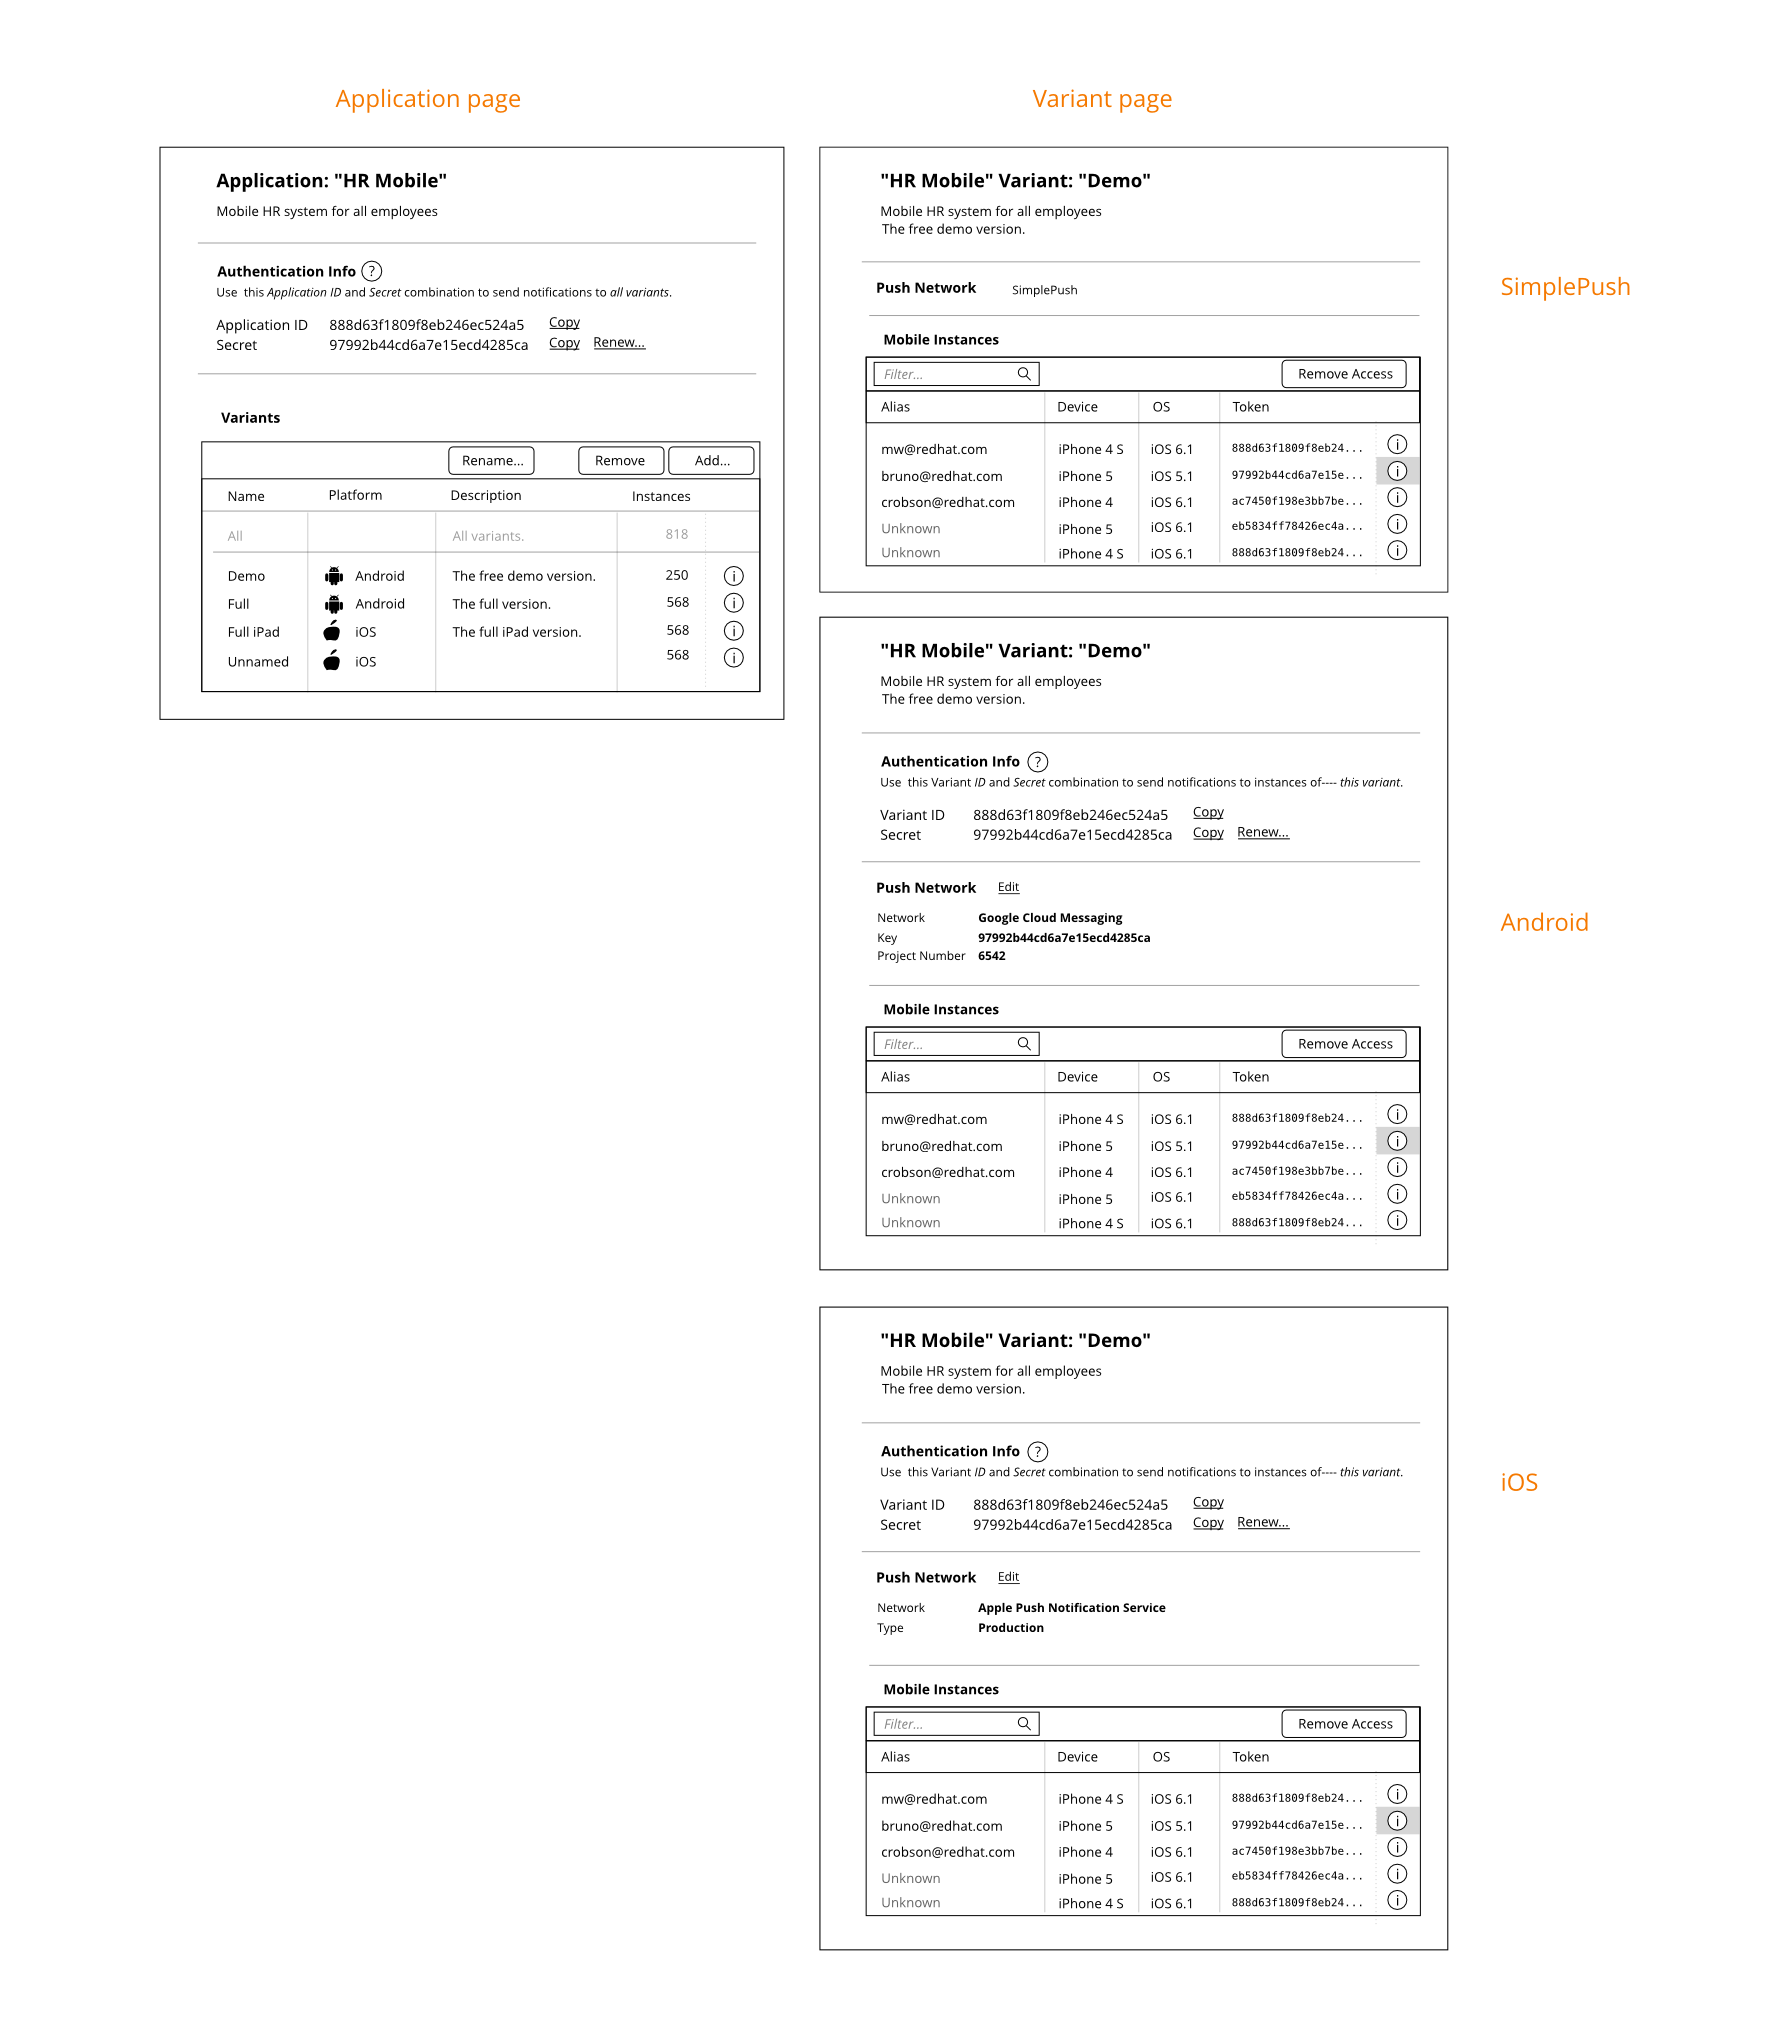 Application page
Application: "HR Mobile"
Mobile HR system for all employees
Authentication Info ?
Use this Application ID and Secret combination to send notifications to all variants.
Application ID 888d63f1809f8eb246ec524a5 Copy
Secret 97992b44cd6a7e15ecd4285ca Copy Renew...
Variants
Rename... Remove Add...
Name Platform Description Instances
All All variants. 818
Demo Android The free demo version. 250 i
Full Android The full version. 568 i
Full iPad iOS The full iPad version. 568 i
Unnamed iOS 568 i
Variant page
SimplePush
"HR Mobile" Variant: "Demo"
Mobile HR system for all employees
The free demo version.
Push Network SimplePush
Mobile Instances
Filter... Remove Access
Alias Device OS Token
mw@redhat.com iPhone 4 S iOS 6.1 888d63f1809f8eb24... i
bruno@redhat.com iPhone 5 iOS 5.1 97992b44cd6a7e15e... i
crobson@redhat.com iPhone 4 iOS 6.1 ac7450f198e3bb7be... i
Unknown iPhone 5 iOS 6.1 eb5834ff78426ec4a... i
Unknown iPhone 4 S iOS 6.1 888d63f1809f8eb24... i
Android
"HR Mobile" Variant: "Demo"
Mobile HR system for all employees
The free demo version.
Authentication Info ?
Use this Variant ID and Secret combination to send notifications to instances of---- this variant.
Variant ID 888d63f1809f8eb246ec524a5 Copy
Secret 97992b44cd6a7e15ecd4285ca Copy Renew...
Push Network Edit
Network Google Cloud Messaging
Key 97992b44cd6a7e15ecd4285ca
Project Number 6542
Mobile Instances
Filter... Remove Access
Alias Device OS Token
mw@redhat.com iPhone 4 S iOS 6.1 888d63f1809f8eb24... i
bruno@redhat.com iPhone 5 iOS 5.1 97992b44cd6a7e15e... i
crobson@redhat.com iPhone 4 iOS 6.1 ac7450f198e3bb7be... i
Unknown iPhone 5 iOS 6.1 eb5834ff78426ec4a... i
Unknown iPhone 4 S iOS 6.1 888d63f1809f8eb24... i
iOS
"HR Mobile" Variant: "Demo"
Mobile HR system for all employees
The free demo version.
Authentication Info ?
Use this Variant ID and Secret combination to send notifications to instances of---- this variant.
Variant ID 888d63f1809f8eb246ec524a5 Copy
Secret 97992b44cd6a7e15ecd4285ca Copy Renew...
Push Network Edit
Network Apple Push Notification Service
Type Production
Mobile Instances
Filter... Remove Access
Alias Device OS Token
mw@redhat.com iPhone 4 S iOS 6.1 888d63f1809f8eb24... i
bruno@redhat.com iPhone 5 iOS 5.1 97992b44cd6a7e15e... i
crobson@redhat.com iPhone 4 iOS 6.1 ac7450f198e3bb7be... i
Unknown iPhone 5 iOS 6.1 eb5834ff78426ec4a... i
Unknown iPhone 4 S iOS 6.1 888d63f1809f8eb24... i